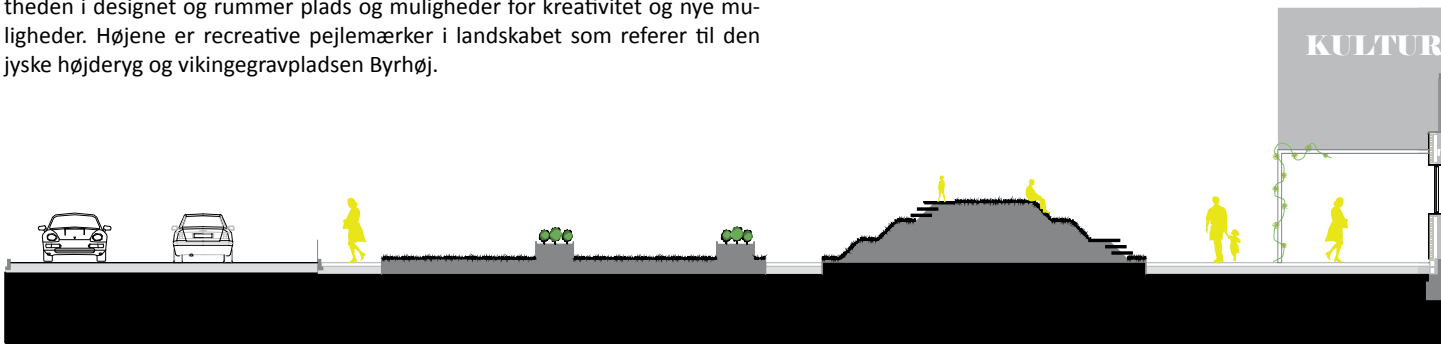 theden i designet og rummer plads og muligheder for kreativitet og nye mu-
ligheder. Højene er recreative pejlemærker i landskabet som referer til den
jyske højderyg og vikingegravpladsen Byrhøj.
KULTUR